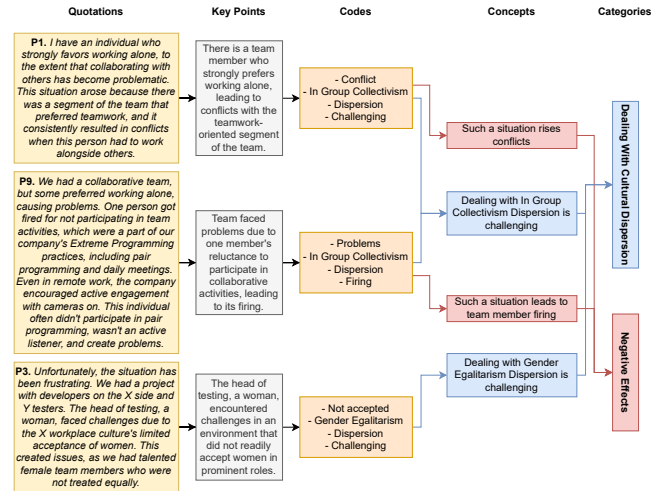 Quotations
Key Points
Codes
Concepts
Categories
P1. I have an individual who
strongly favors working alone, to
the extent that collaborating with
others has become problematic.
This situation arose because there
was a segment of the team that
preferred teamwork, and it
consistently resulted in conflicts
when this person had to work
alongside others.
There is a team
member who
strongly prefers
working alone,
leading to
conflicts with the
teamwork-
oriented segment
of the team.
- Conflict
- In Group Collectivism
- Dispersion
- Challenging
Such a situation rises
conflicts
Dealing With Cultural Dispersion
P9. We had a collaborative team,
but some preferred working alone,
causing problems. One person got
fired for not participating in team
activities, which were a part of our
company's Extreme Programming
practices, including pair
programming and daily meetings.
Even in remote work, the company
encouraged active engagement
with cameras on. This individual
often didn't participate in pair
programming, wasn't an active
listener, and create problems.
Team faced
problems due to
one member's
reluctance to
participate in
collaborative
activities, leading
to its firing.
- Problems
- In Group Collectivism
- Dispersion
- Firing
Dealing with In Group
Collectivism Dispersion is
challenging
Such a situation leads to
team member firing
Negative Effects
P3. Unfortunately, the situation has
been frustrating. We had a project
with developers on the X side and
Y testers. The head of testing, a
woman, faced challenges due to
the X workplace culture's limited
acceptance of women. This
created issues, as we had talented
female team members who were
not treated equally.
The head of
testing, a woman,
encountered
challenges in an
environment that
did not readily
accept women in
prominent roles.
- Not accepted
- Gender Egalitarism
- Dispersion
- Challenging
Dealing with Gender
Egalitarism Dispersion is
challenging